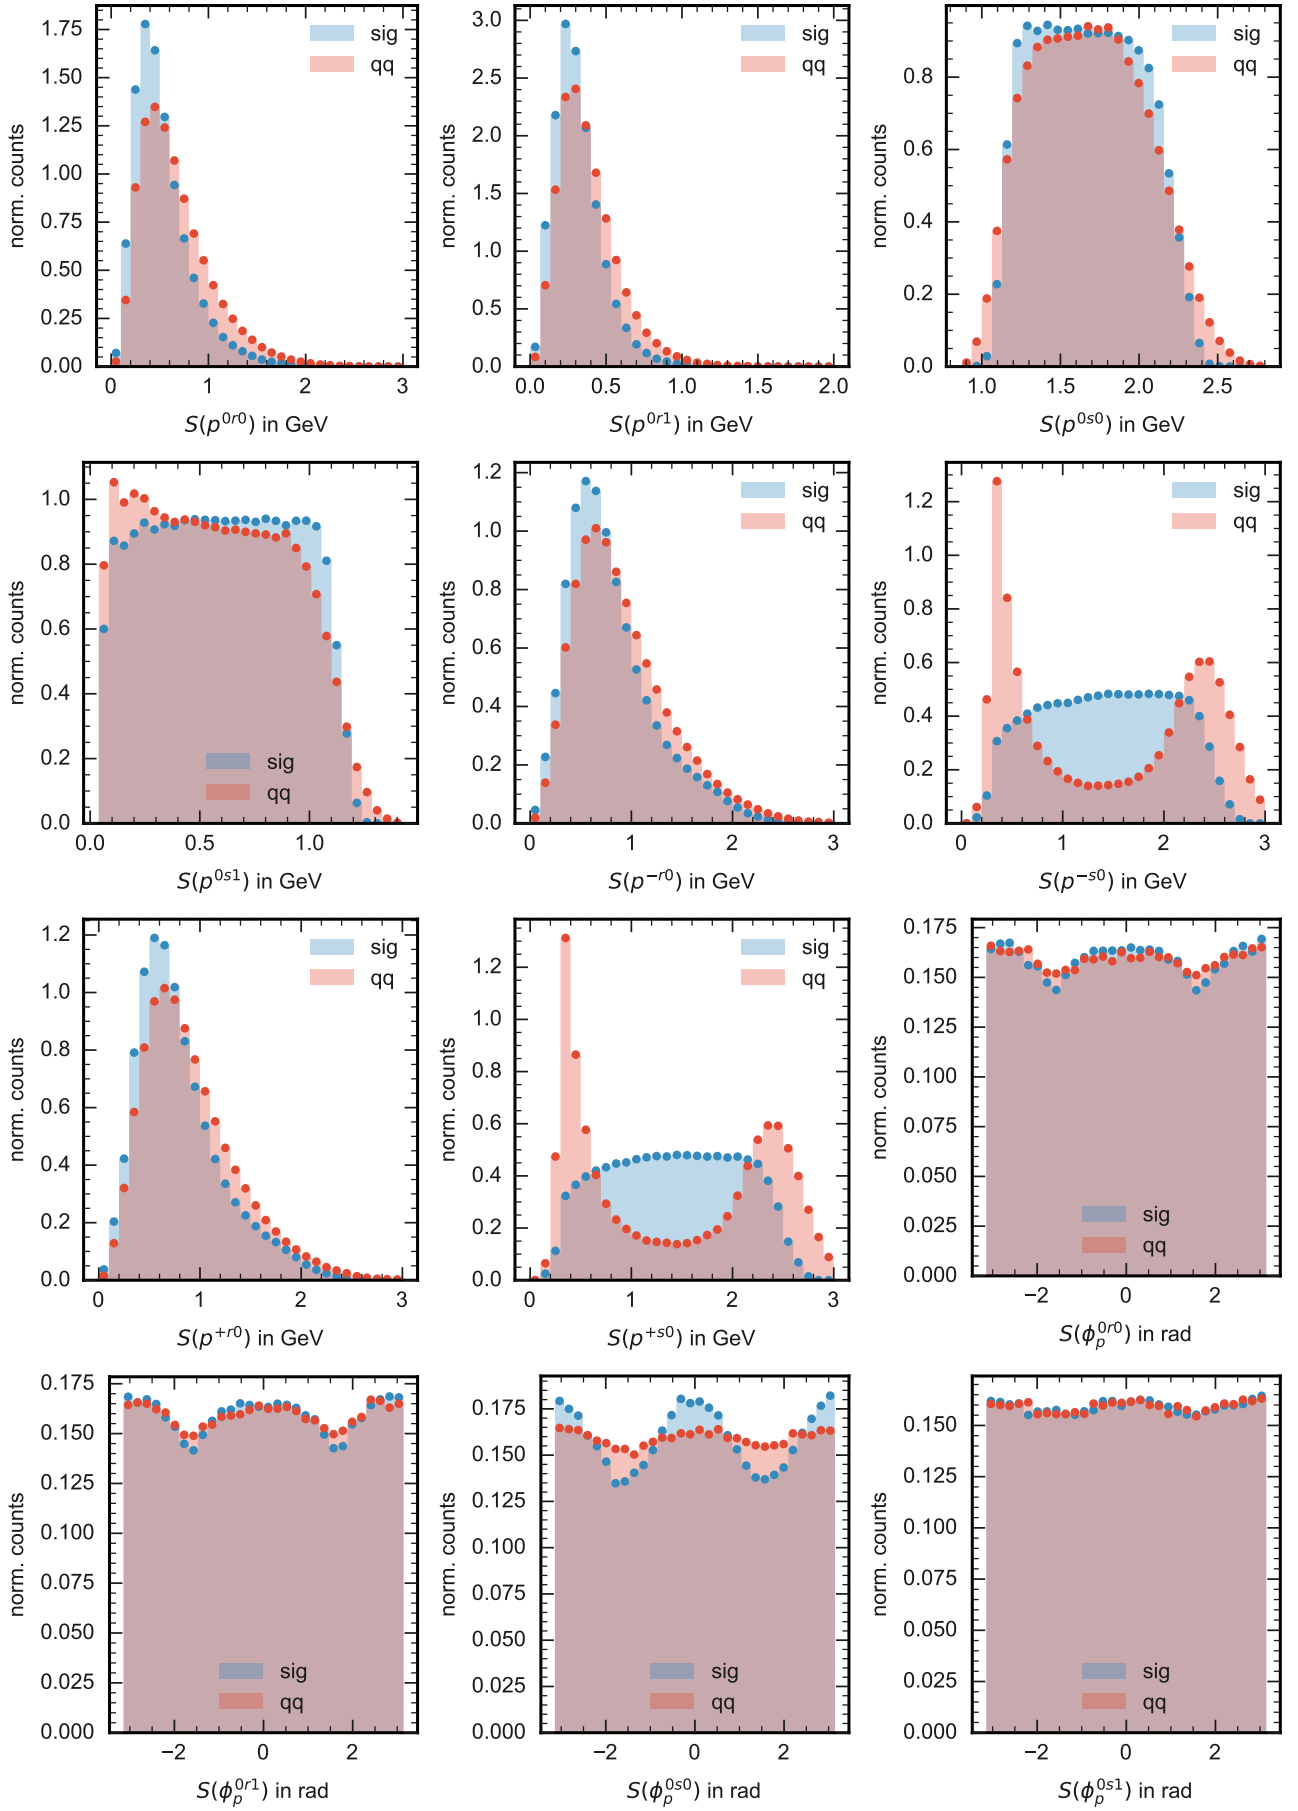 norm. counts
1.75
1.50
1.25
1.00
0.75
0.50
0.25
0.00
sig
qq
0 1 2 3
S(p^{0r0}) in GeV
norm. counts
3.0
2.5
2.0
1.5
1.0
0.5
0.0
sig
qq
0.0 0.5 1.0 1.5 2.0
S(p^{0r1}) in GeV
norm. counts
0.8
0.6
0.4
0.2
0.0
sig
qq
1.0 1.5 2.0 2.5
S(p^{0s0}) in GeV
norm. counts
1.0
0.8
0.6
0.4
0.2
0.0
sig
qq
0.0 0.5 1.0
S(p^{0s1}) in GeV
norm. counts
1.2
1.0
0.8
0.6
0.4
0.2
0.0
sig
qq
0 1 2 3
S(p^{−r0}) in GeV
norm. counts
1.2
1.0
0.8
0.6
0.4
0.2
0.0
sig
qq
0 1 2 3
S(p^{−s0}) in GeV
norm. counts
1.2
1.0
0.8
0.6
0.4
0.2
0.0
sig
qq
0 1 2 3
S(p^{+r0}) in GeV
norm. counts
1.2
1.0
0.8
0.6
0.4
0.2
0.0
sig
qq
0 1 2 3
S(p^{+s0}) in GeV
norm. counts
0.175
0.150
0.125
0.100
0.075
0.050
0.025
0.000
sig
qq
−2 0 2
S(ϕ_p^{0r0}) in rad
norm. counts
0.175
0.150
0.125
0.100
0.075
0.050
0.025
0.000
sig
qq
−2 0 2
S(ϕ_p^{0r1}) in rad
norm. counts
0.175
0.150
0.125
0.100
0.075
0.050
0.025
0.000
sig
qq
−2 0 2
S(ϕ_p^{0s0}) in rad
norm. counts
0.150
0.125
0.100
0.075
0.050
0.025
0.000
sig
qq
−2 0 2
S(ϕ_p^{0s1}) in rad